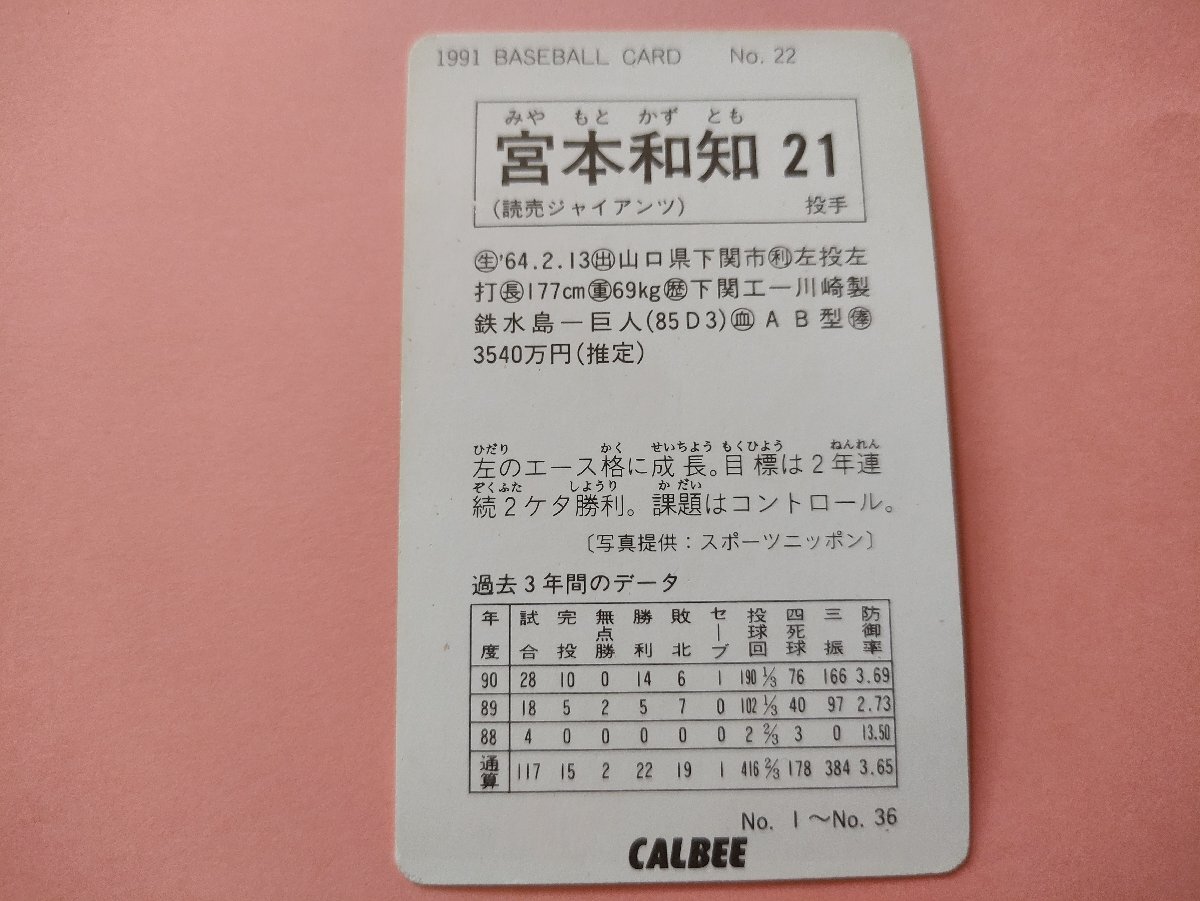 1991 BASEBALL CARD No. 22
みや もと かず とも
宮本和知 21
(読売ジャイアンツ) 投手
㊗生'64.2.13出山口県下関市利左投左
打長177cm重69kg歴下関工ー川崎製
鉄水島ー巨人(85D3)血AB型俸
3540万円(推定)
ひだり かく せいちょう もくひょう ねんれん
左のエース格に成長。目標は2年連
ぞくふた しょうり かだい
続2ケタ勝利。課題はコントロール。
〔写真提供:スポーツニッポン〕
過去3年間のデータ
年度 試合 完投 無点勝 勝利 敗北 セーブ 投球回 四死球 三振 防御率
90 28 10 0 14 6 1 190 1/3 76 166 3.69
89 18 5 2 5 7 0 102 1/3 40 97 2.73
88 4 0 0 0 0 0 2 2/3 3 0 13.50
通算 117 15 2 22 19 1 416 2/3 178 384 3.65
No. 1 〜No. 36
CALBEE